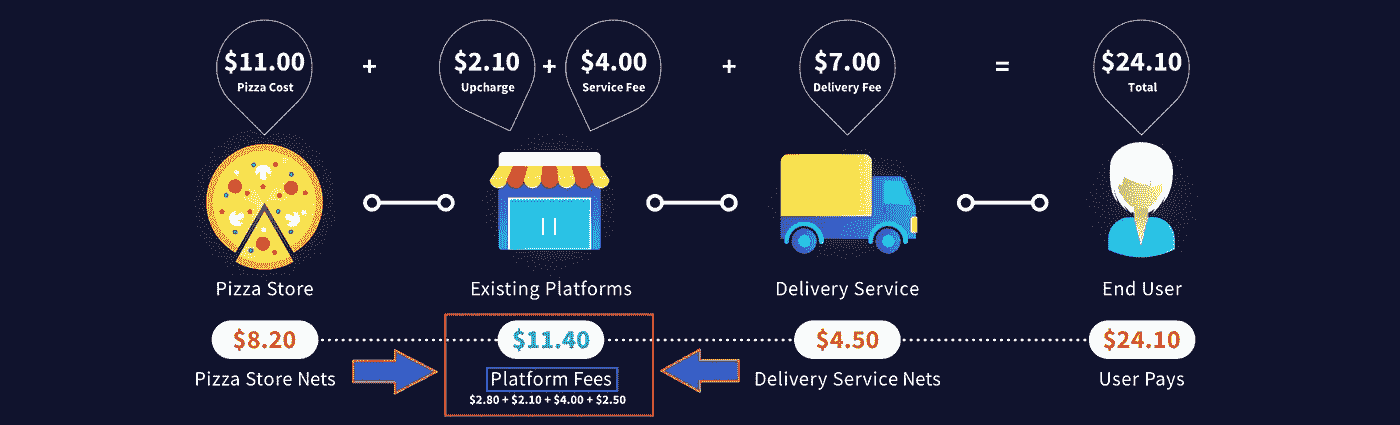 $11.00 + $2.10 + $4.00 + $7.00 = $24.10
Pizza Cost Upcharge Service Fee Delivery Fee Total
Pizza Store Existing Platforms Delivery Service End User
$8.20 $11.40 $4.50 $24.10
Pizza Store Nets Platform Fees Delivery Service Nets User Pays
$2.80 + $2.10 + $4.00 + $2.50